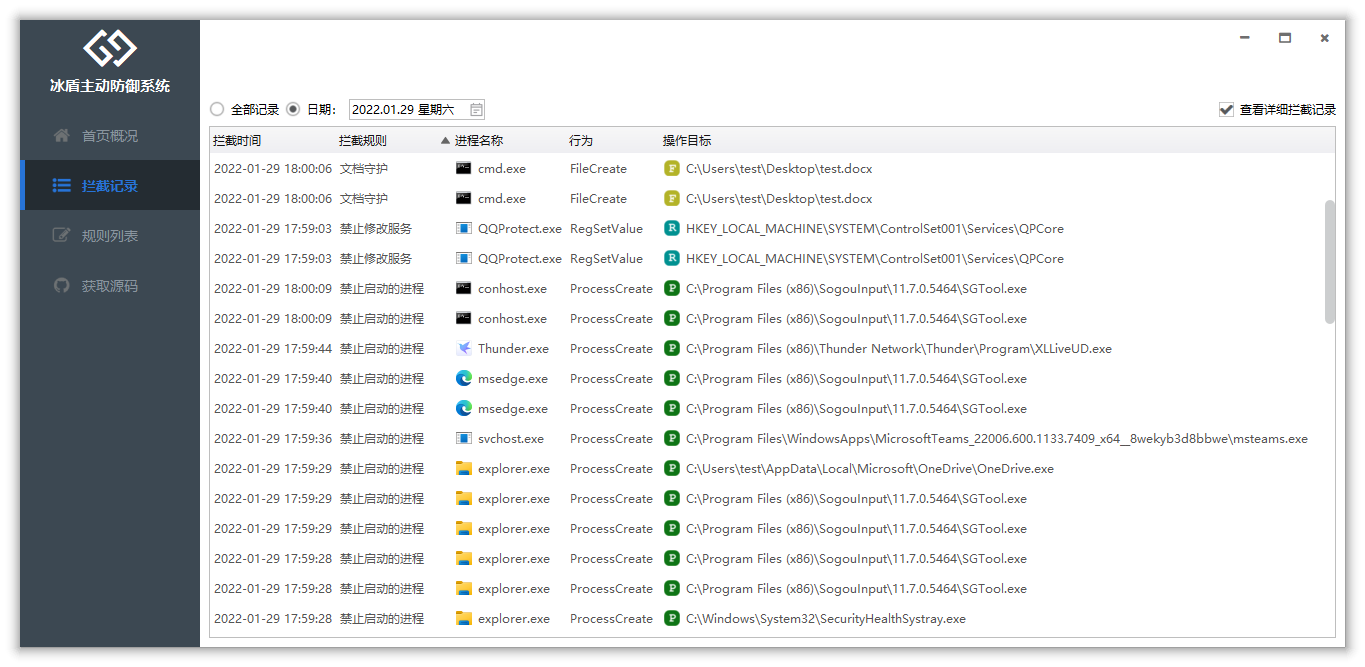 冰盾主动防御系统
首页概况
拦截记录
规则列表
获取源码
全部记录 日期: 2022.01.29 星期六 查看详细拦截记录
拦截时间 拦截规则 进程名称 行为 操作目标
2022-01-29 18:00:06 文档守护 cmd.exe FileCreate F C:\Users\test\Desktop\test.docx
2022-01-29 18:00:06 文档守护 cmd.exe FileCreate F C:\Users\test\Desktop\test.docx
2022-01-29 17:59:03 禁止修改服务 QQProtect.exe RegSetValue R HKEY_LOCAL_MACHINE\SYSTEM\ControlSet001\Services\QPCore
2022-01-29 17:59:03 禁止修改服务 QQProtect.exe RegSetValue R HKEY_LOCAL_MACHINE\SYSTEM\ControlSet001\Services\QPCore
2022-01-29 18:00:09 禁止启动的进程 conhost.exe ProcessCreate P C:\Program Files (x86)\SogouInput\11.7.0.5464\SGTool.exe
2022-01-29 18:00:09 禁止启动的进程 conhost.exe ProcessCreate P C:\Program Files (x86)\SogouInput\11.7.0.5464\SGTool.exe
2022-01-29 17:59:44 禁止启动的进程 Thunder.exe ProcessCreate P C:\Program Files (x86)\Thunder Network\Thunder\Program\XLLiveUD.exe
2022-01-29 17:59:40 禁止启动的进程 msedge.exe ProcessCreate P C:\Program Files (x86)\SogouInput\11.7.0.5464\SGTool.exe
2022-01-29 17:59:40 禁止启动的进程 msedge.exe ProcessCreate P C:\Program Files (x86)\SogouInput\11.7.0.5464\SGTool.exe
2022-01-29 17:59:36 禁止启动的进程 svchost.exe ProcessCreate P C:\Program Files\WindowsApps\MicrosoftTeams_22006.600.1133.7409_x64__8wekyb3d8bbwe\msteams.exe
2022-01-29 17:59:29 禁止启动的进程 explorer.exe ProcessCreate P C:\Users\test\AppData\Local\Microsoft\OneDrive\OneDrive.exe
2022-01-29 17:59:29 禁止启动的进程 explorer.exe ProcessCreate P C:\Program Files (x86)\SogouInput\11.7.0.5464\SGTool.exe
2022-01-29 17:59:29 禁止启动的进程 explorer.exe ProcessCreate P C:\Program Files (x86)\SogouInput\11.7.0.5464\SGTool.exe
2022-01-29 17:59:28 禁止启动的进程 explorer.exe ProcessCreate P C:\Program Files (x86)\SogouInput\11.7.0.5464\SGTool.exe
2022-01-29 17:59:28 禁止启动的进程 explorer.exe ProcessCreate P C:\Program Files (x86)\SogouInput\11.7.0.5464\SGTool.exe
2022-01-29 17:59:28 禁止启动的进程 explorer.exe ProcessCreate P C:\Windows\System32\SecurityHealthSystray.exe